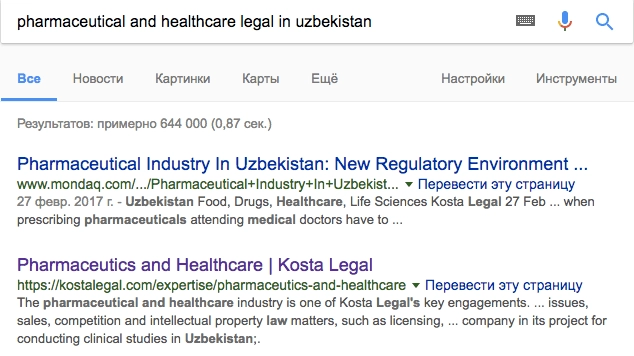 pharmaceutical and healthcare legal in uzbekistan
Все Новости Картинки Карты Ещё Настройки Инструменты
Результатов: примерно 644 000 (0,87 сек.)
Pharmaceutical Industry In Uzbekistan: New Regulatory Environment ...
www.mondaq.com/.../Pharmaceutical+Industry+In+Uzbekist... ▼ Перевести эту страницу
27 февр. 2017 г. - Uzbekistan Food, Drugs, Healthcare, Life Sciences Kosta Legal 27 Feb ... when
prescribing pharmaceuticals attending medical doctors have to ...
Pharmaceutics and Healthcare | Kosta Legal
https://kostalegal.com/expertise/pharmaceutics-and-healthcare ▼ Перевести эту страницу
The pharmaceutical and healthcare industry is one of Kosta Legal's key engagements. ... issues,
sales, competition and intellectual property law matters, such as licensing, ... company in its project for
conducting clinical studies in Uzbekistan;.